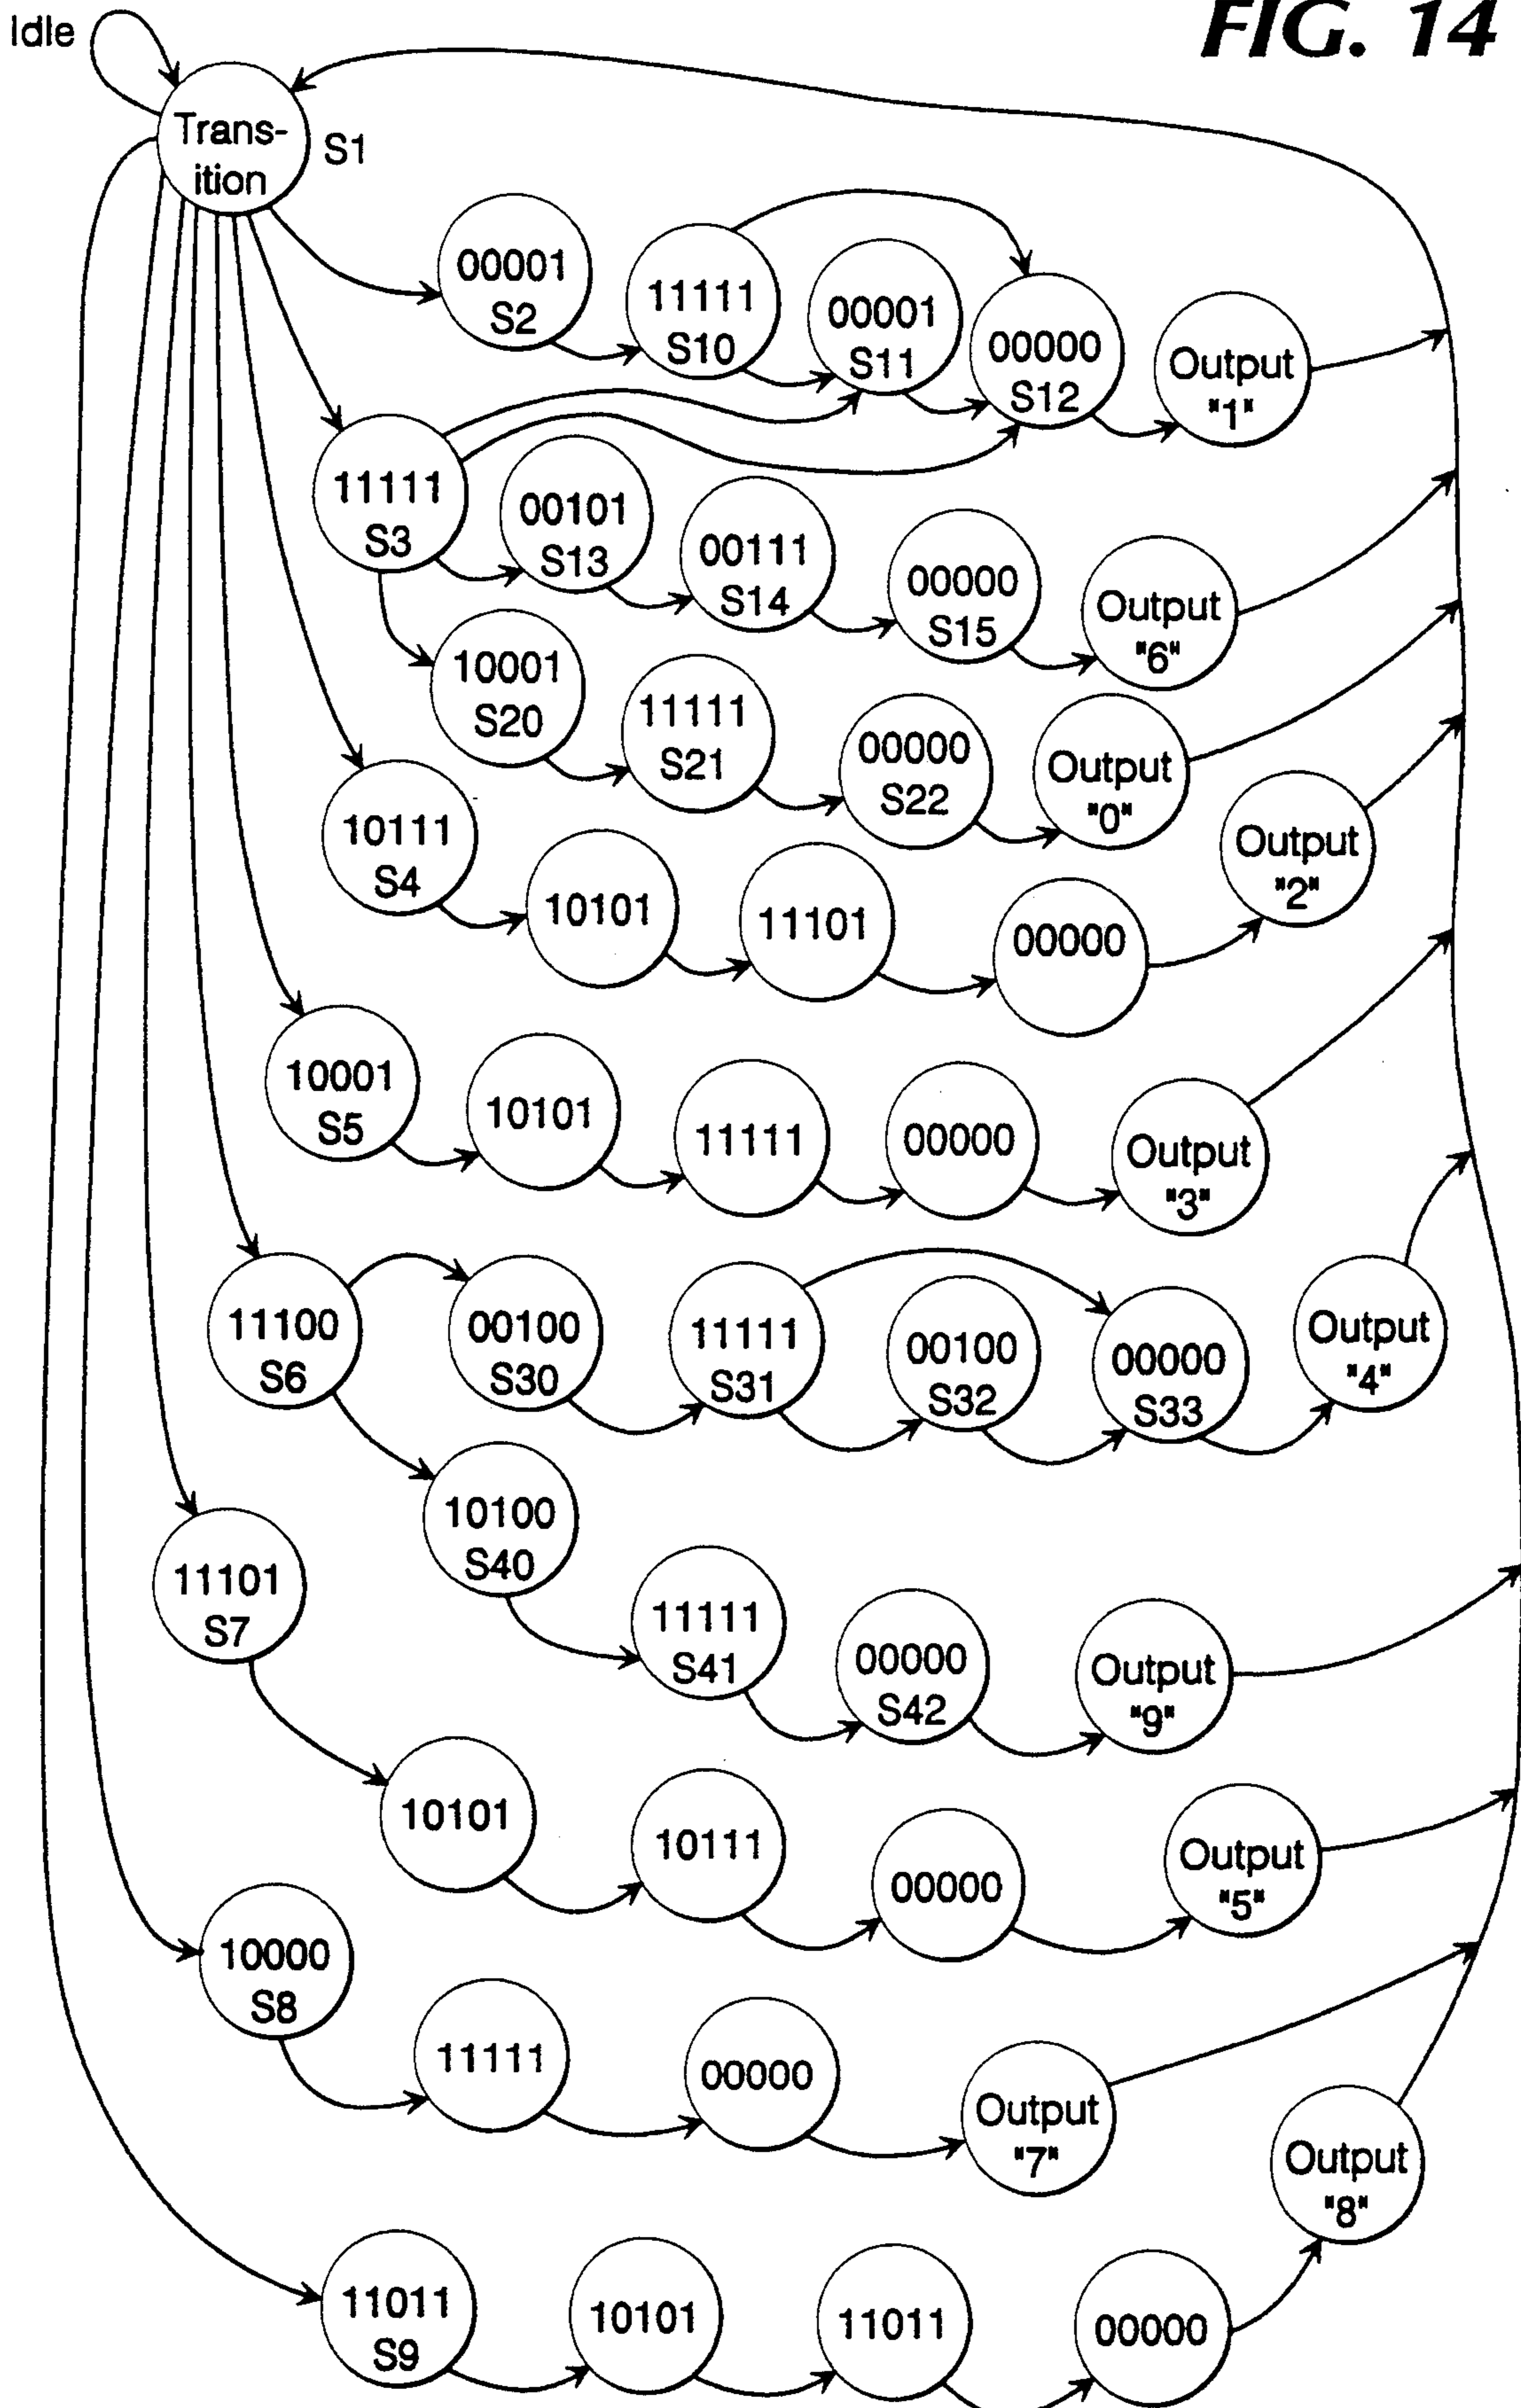 Idle
FIG. 14
Trans-
ition
S1
00001
S2
11111
S10
00001
S11
00000
S12
Output
"1"
11111
S3
00101
S13
00111
S14
00000
S15
Output
"6"
10001
S20
11111
S21
00000
S22
Output
"0"
10111
S4
10101
11101
00000
Output
"2"
10001
S5
10101
11111
00000
Output
"3"
11100
S6
00100
S30
11111
S31
00100
S32
00000
S33
Output
"4"
10100
S40
11111
S41
00000
S42
Output
"9"
11101
S7
10101
10111
00000
Output
"5"
10000
S8
11111
00000
Output
"7"
11011
S9
10101
11011
00000
Output
"8"